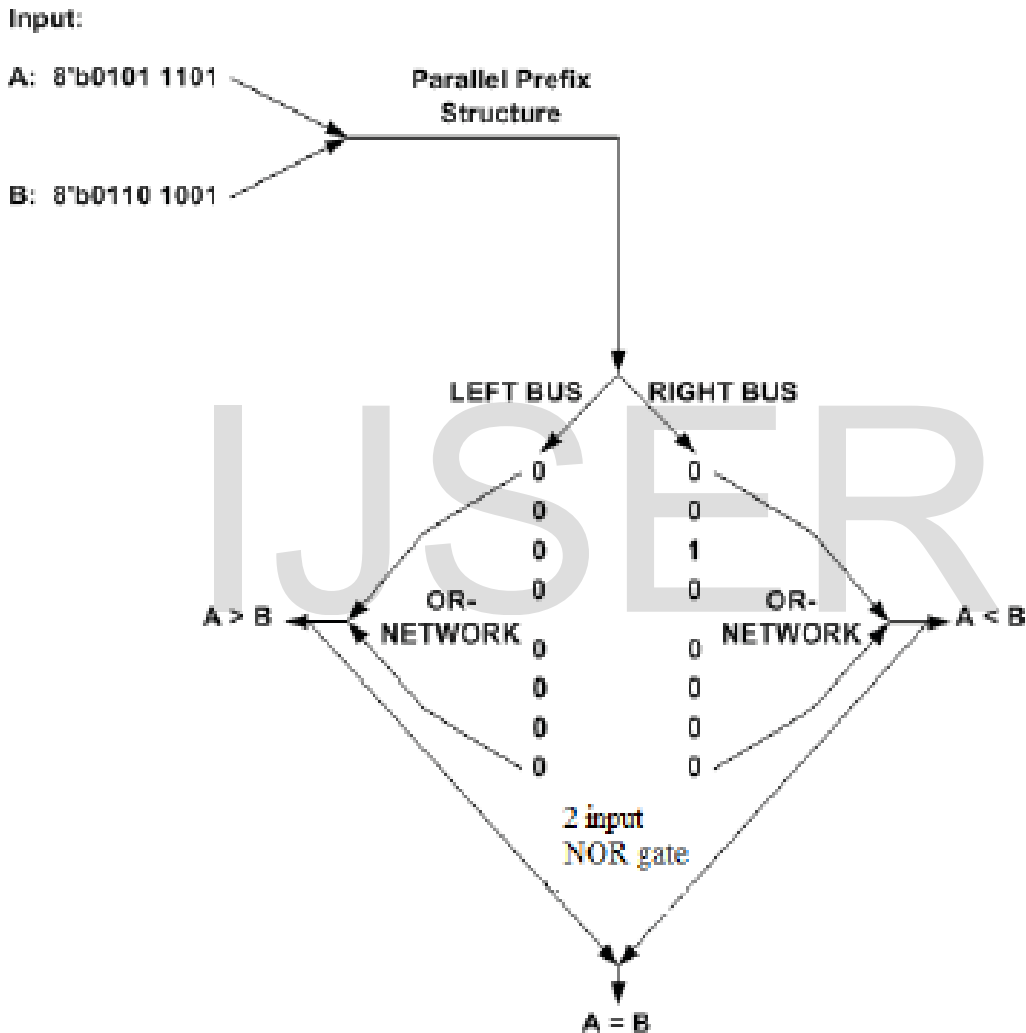 Input:
A: 8'b0101 1101
Parallel Prefix
Structure
B: 8'b0110 1001
LEFT BUS
RIGHT BUS
IJSER
0 0
0 0
0 1
0 0
A > B
OR-
NETWORK
OR-
NETWORK
A < B
0 0
0 0
0 0
0 0
2 input
NOR gate
A = B